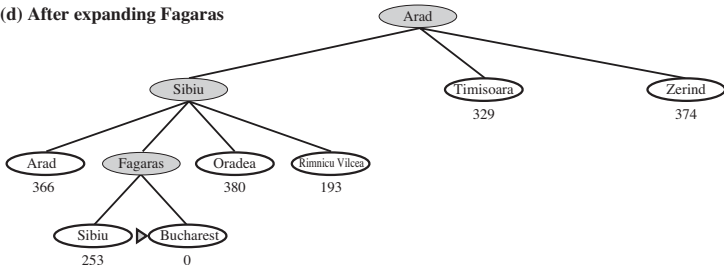 (d) After expanding Fagaras
Arad
Sibiu
Timisoara
Zerind
329
374
Arad
Fagaras
Oradea
Rimnicu Vilcea
366
380
193
Sibiu
Bucharest
253
0